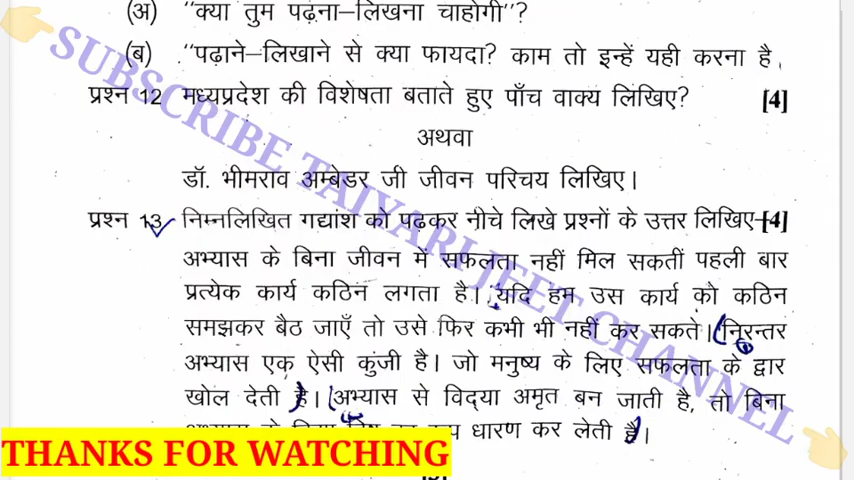 (अ) "क्या तुम पढ़ना–लिखना चाहोगी"?
(ब) "पढ़ाने–लिखाने से क्या फायदा? काम तो इन्हें यही करना है,
प्रश्न 12 मध्यप्रदेश की विशेषता बताते हुए पाँच वाक्य लिखिए? [4]
अथवा
डॉ. भीमराव अम्बेडर जी जीवन परिचय लिखिए।
प्रश्न 13 निम्नलिखित गद्यांश को पढ़कर नीचे लिखे प्रश्नों के उत्तर लिखिए– [4]
अभ्यास के बिना जीवन में सफलता नहीं मिल सकतीं पहली बार
प्रत्येक कार्य कठिन लगता है। यदि हम उस कार्य को कठिन
समझकर बैठ जाएँ तो उसे फिर कभी भी नहीं कर सकते। निरन्तर
अभ्यास एक ऐसी कुंजी है। जो मनुष्य के लिए सफलता के द्वार
खोल देती है। अभ्यास से विद्या अमृत बन जाती है, तो बिना
धारण कर लेती है।
SUBSCRIBE TAIYARI JEET CHANNEL
THANKS FOR WATCHING